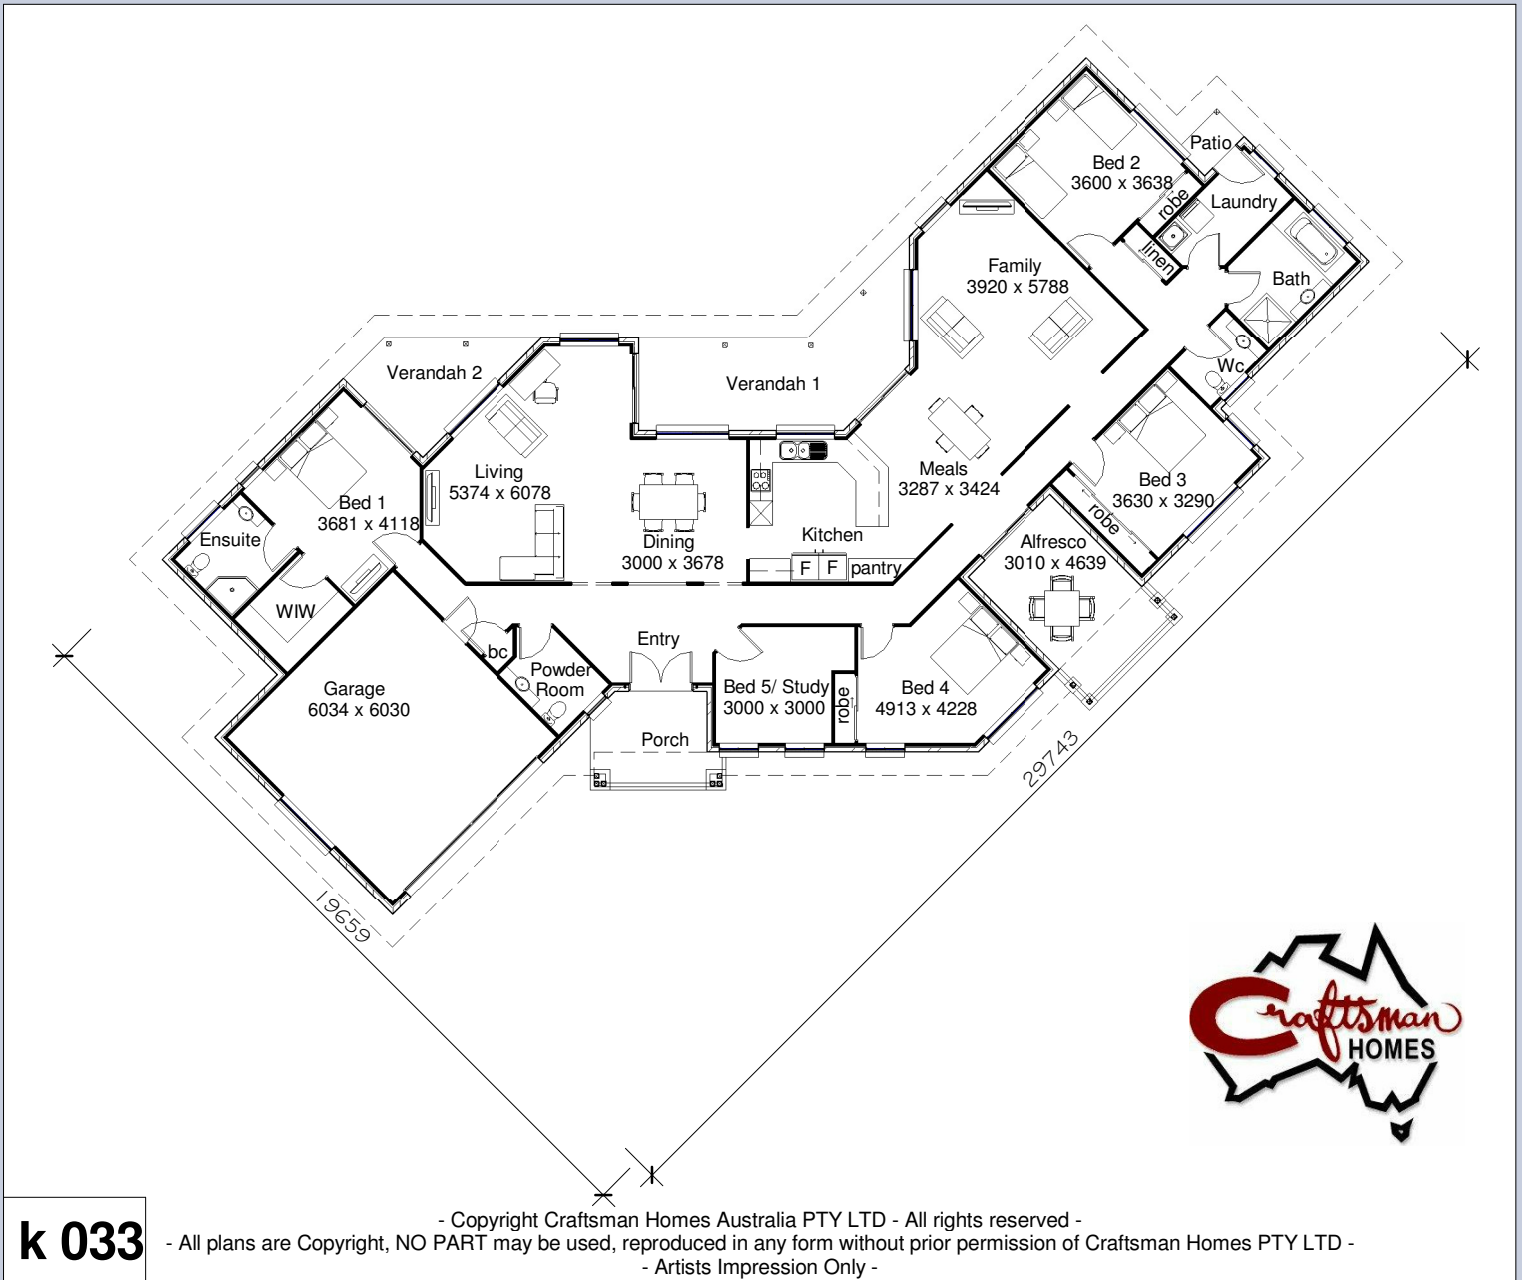 Patio
Bed 2
3600 x 3638
robe
Laundry
linen
Bath
Family
3920 x 5788
Wc
Verandah 2
Verandah 1
Living
5374 x 6078
Meals
3287 x 3424
Bed 3
3630 x 3290
robe
Bed 1
3681 x 4118
Ensuite
Dining
3000 x 3678
Kitchen
F F pantry
Alfresco
3010 x 4639
WIW
bc
Entry
Powder
Room
Garage
6034 x 6030
Bed 5/ Study
3000 x 3000
robe
Bed 4
4913 x 4228
Porch
29743
19659
Craftsman
HOMES
k 033
- Copyright Craftsman Homes Australia PTY LTD - All rights reserved -
- All plans are Copyright, NO PART may be used, reproduced in any form without prior permission of Craftsman Homes PTY LTD -
- Artists Impression Only -